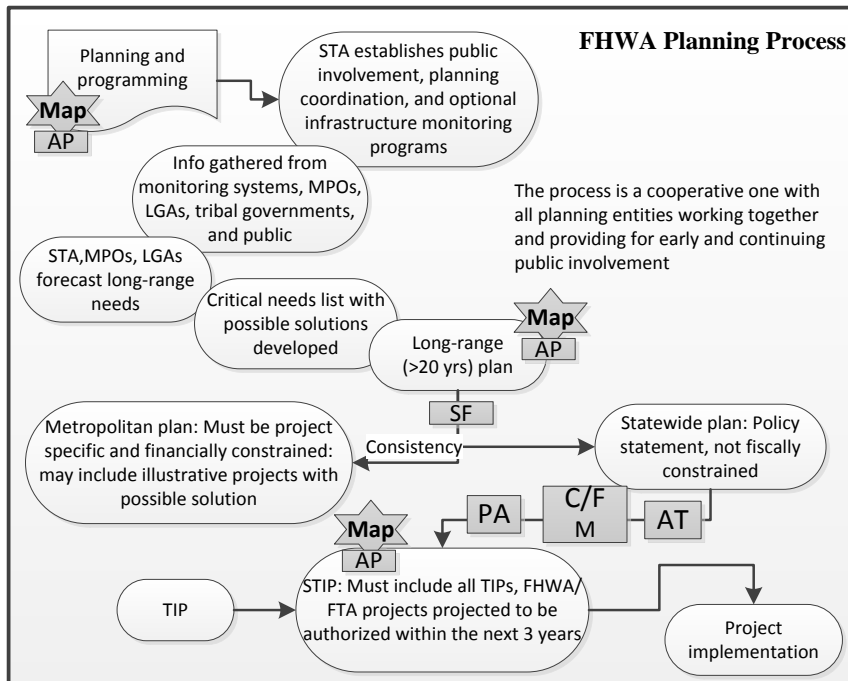 FHWA Planning Process
Planning and
programming
Map
AP
STA establishes public
involvement, planning
coordination, and optional
infrastructure monitoring
programs
Info gathered from
monitoring systems, MPOs,
LGAs, tribal governments,
and public
The process is a cooperative one with
all planning entities working together
and providing for early and continuing
public involvement
STA,MPOs, LGAs
forecast long-range
needs
Critical needs list with
possible solutions
developed
Map
AP
Long-range
(>20 yrs) plan
SF
Metropolitan plan: Must be project
specific and financially constrained:
may include illustrative projects with
possible solution
Consistency
Statewide plan: Policy
statement, not fiscally
constrained
PA
C/F
M
AT
Map
AP
TIP
STIP: Must include all TIPs, FHWA/
FTA projects projected to be
authorized within the next 3 years
Project
implementation